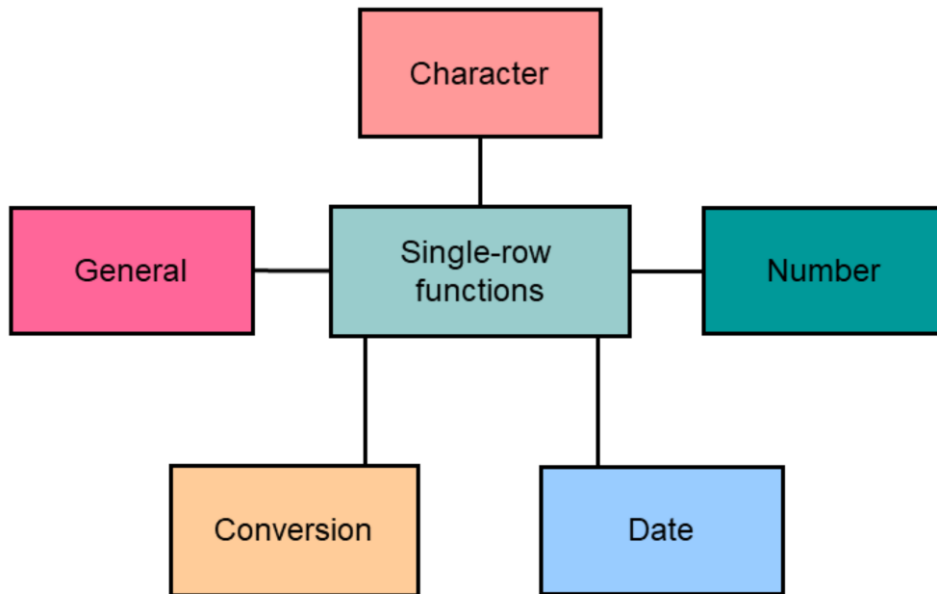 Character
General
Single-row
functions
Number
Conversion
Date